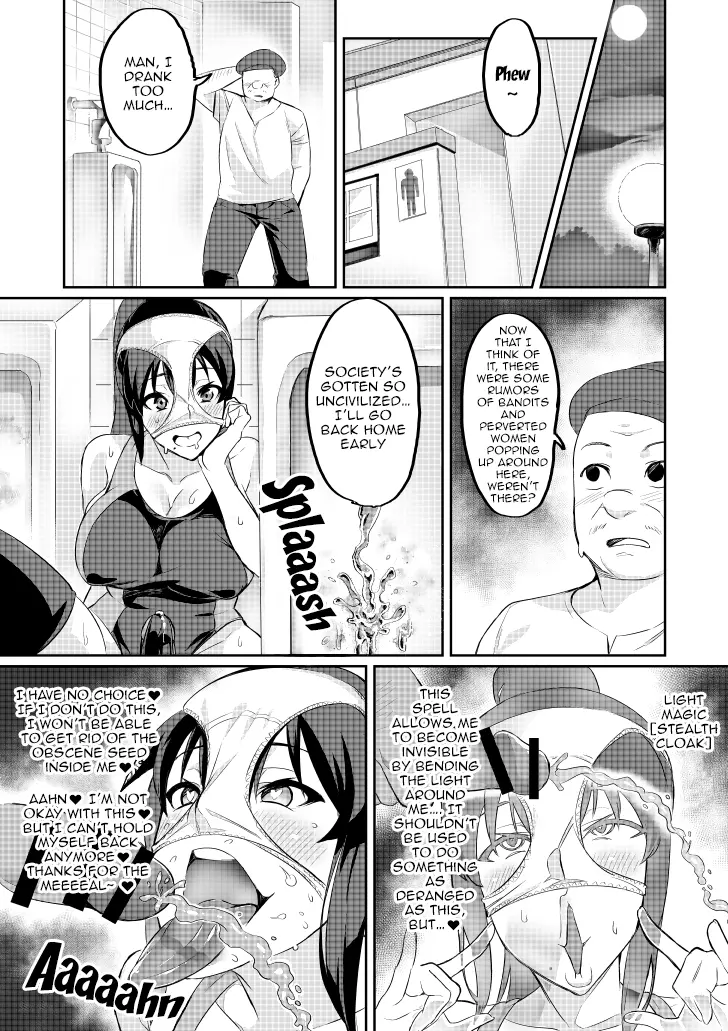 Phew
~
MAN, I
DRANK
TOO
MUCH...
NOW
THAT I
THINK OF
IT, THERE
WERE SOME
RUMORS
OF BANDITS
AND
PERVERTED
WOMEN
POPPING
UP AROUND
HERE,
WEREN'T
THERE?
SOCIETY'S
GOTTEN SO
UNCIVILIZED...
I'LL GO
BACK HOME
EARLY
Splaaash
LIGHT
MAGIC
[STEALTH
CLOAK]
THIS
SPELL
ALLOWS ME
TO BECOME
INVISIBLE
BY BENDING
THE LIGHT
AROUND
ME.... IT
SHOULDN'T
BE USED
TO DO
SOMETHING
AS
DERANGED
AS THIS,
BUT...♥
I HAVE NO CHOICE♥
IF I DON'T DO THIS,
I WON'T BE ABLE
TO GET RID OF THE
OBSCENE SEED
INSIDE ME♥
AAHN♥ I'M NOT
OKAY WITH THIS♥
BUT I CAN'T HOLD
MYSELF BACK
ANYMORE♥
THANKS FOR THE
MEEEEAL~♥
Aaaaahn